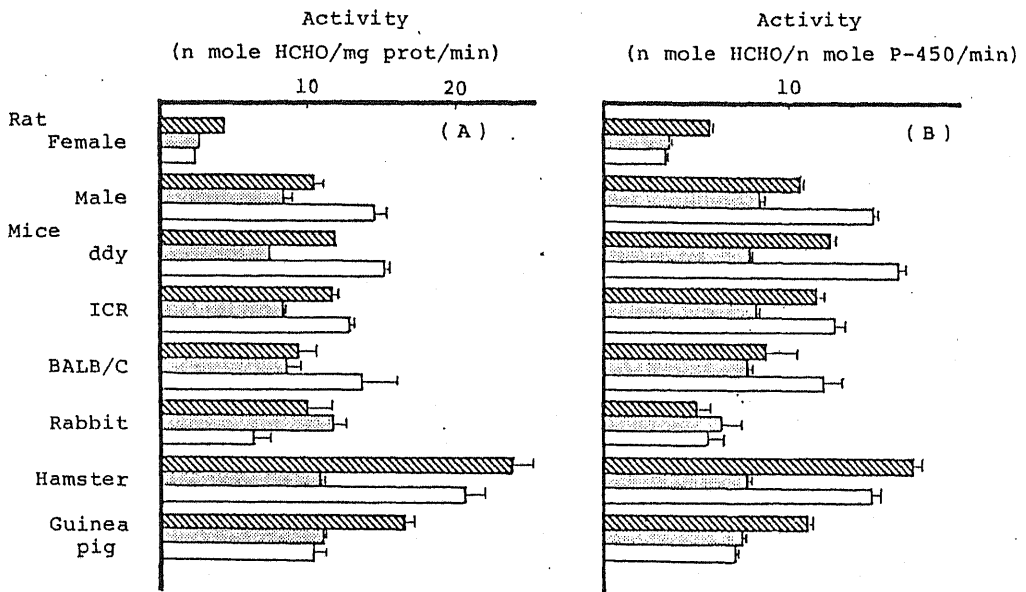 Activity
(n mole HCHO/mg prot/min)
10 20
Activity
(n mole HCHO/n mole P-450/min)
10
(A)
(B)
Rat
Female
Male
Mice
ddy
ICR
BALB/C
Rabbit
Hamster
Guinea
pig